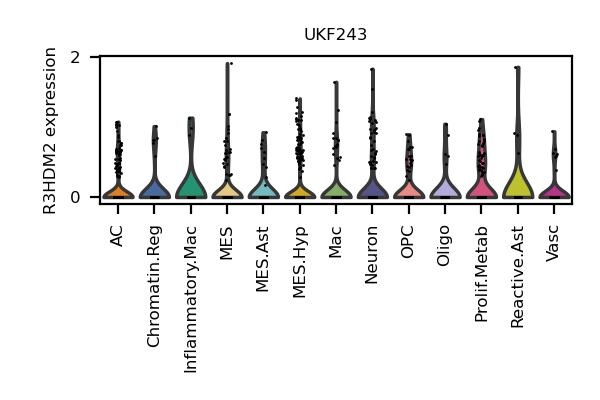 UKF243
R3HDM2 expression
2
0
AC
Chromatin.Reg
Inflammatory.Mac
MES
MES.Ast
MES.Hyp
Mac
Neuron
OPC
Oligo
Prolif.Metab
Reactive.Ast
Vasc